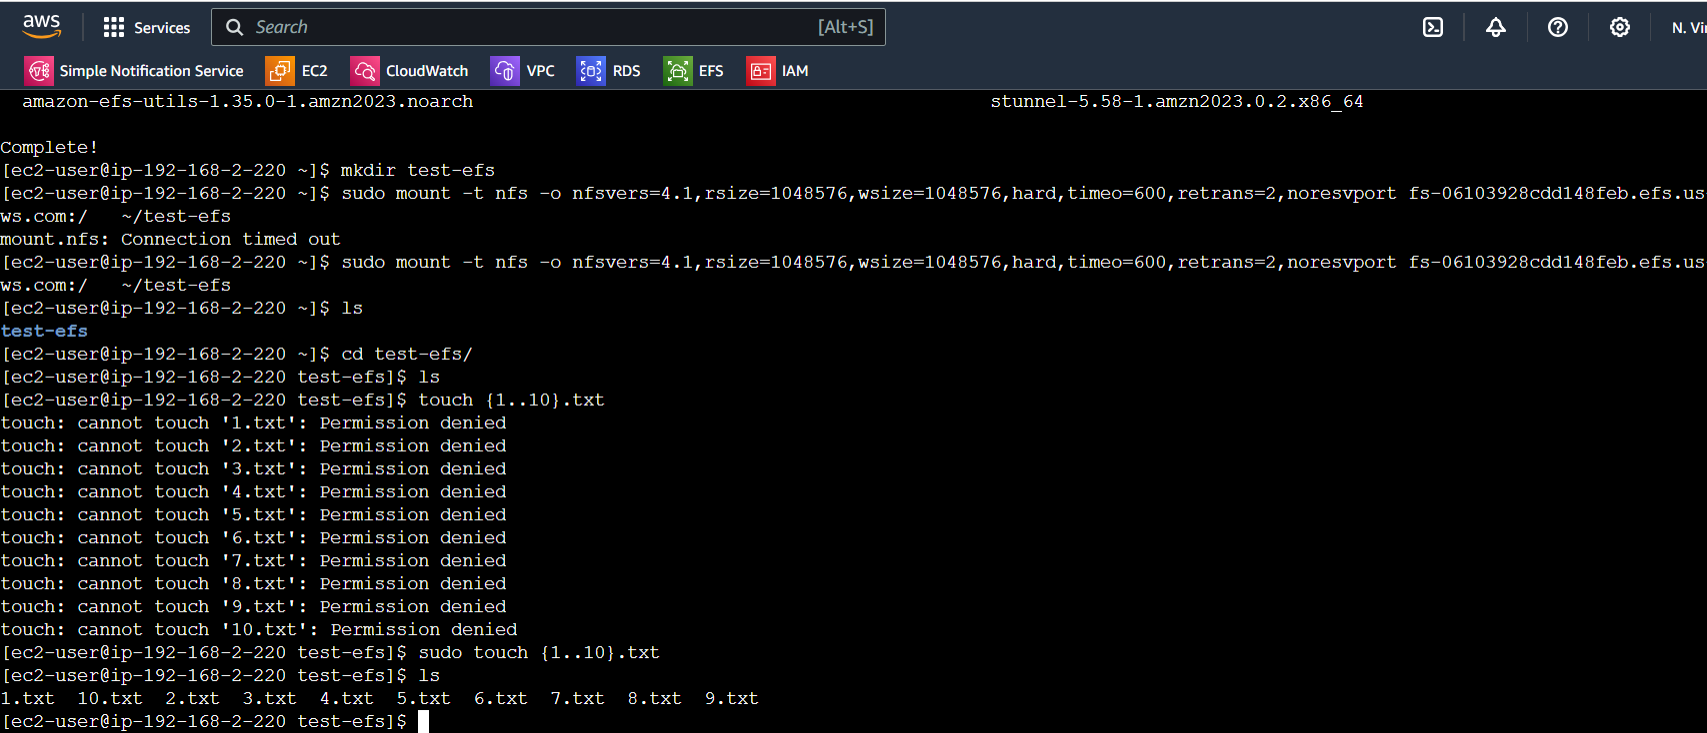 aws Services Search [Alt+S] N. Vi
Simple Notification Service EC2 CloudWatch VPC RDS EFS IAM
amazon-efs-utils-1.35.0-1.amzn2023.noarch stunnel-5.58-1.amzn2023.0.2.x86_64
Complete!
[ec2-user@ip-192-168-2-220 ~]$ mkdir test-efs
[ec2-user@ip-192-168-2-220 ~]$ sudo mount -t nfs -o nfsvers=4.1,rsize=1048576,wsize=1048576,hard,timeo=600,retrans=2,noresvport fs-06103928cdd148feb.efs.us
ws.com:/ ~/test-efs
mount.nfs: Connection timed out
[ec2-user@ip-192-168-2-220 ~]$ sudo mount -t nfs -o nfsvers=4.1,rsize=1048576,wsize=1048576,hard,timeo=600,retrans=2,noresvport fs-06103928cdd148feb.efs.us
ws.com:/ ~/test-efs
[ec2-user@ip-192-168-2-220 ~]$ ls
test-efs
[ec2-user@ip-192-168-2-220 ~]$ cd test-efs/
[ec2-user@ip-192-168-2-220 test-efs]$ ls
[ec2-user@ip-192-168-2-220 test-efs]$ touch {1..10}.txt
touch: cannot touch '1.txt': Permission denied
touch: cannot touch '2.txt': Permission denied
touch: cannot touch '3.txt': Permission denied
touch: cannot touch '4.txt': Permission denied
touch: cannot touch '5.txt': Permission denied
touch: cannot touch '6.txt': Permission denied
touch: cannot touch '7.txt': Permission denied
touch: cannot touch '8.txt': Permission denied
touch: cannot touch '9.txt': Permission denied
touch: cannot touch '10.txt': Permission denied
[ec2-user@ip-192-168-2-220 test-efs]$ sudo touch {1..10}.txt
[ec2-user@ip-192-168-2-220 test-efs]$ ls
1.txt 10.txt 2.txt 3.txt 4.txt 5.txt 6.txt 7.txt 8.txt 9.txt
[ec2-user@ip-192-168-2-220 test-efs]$